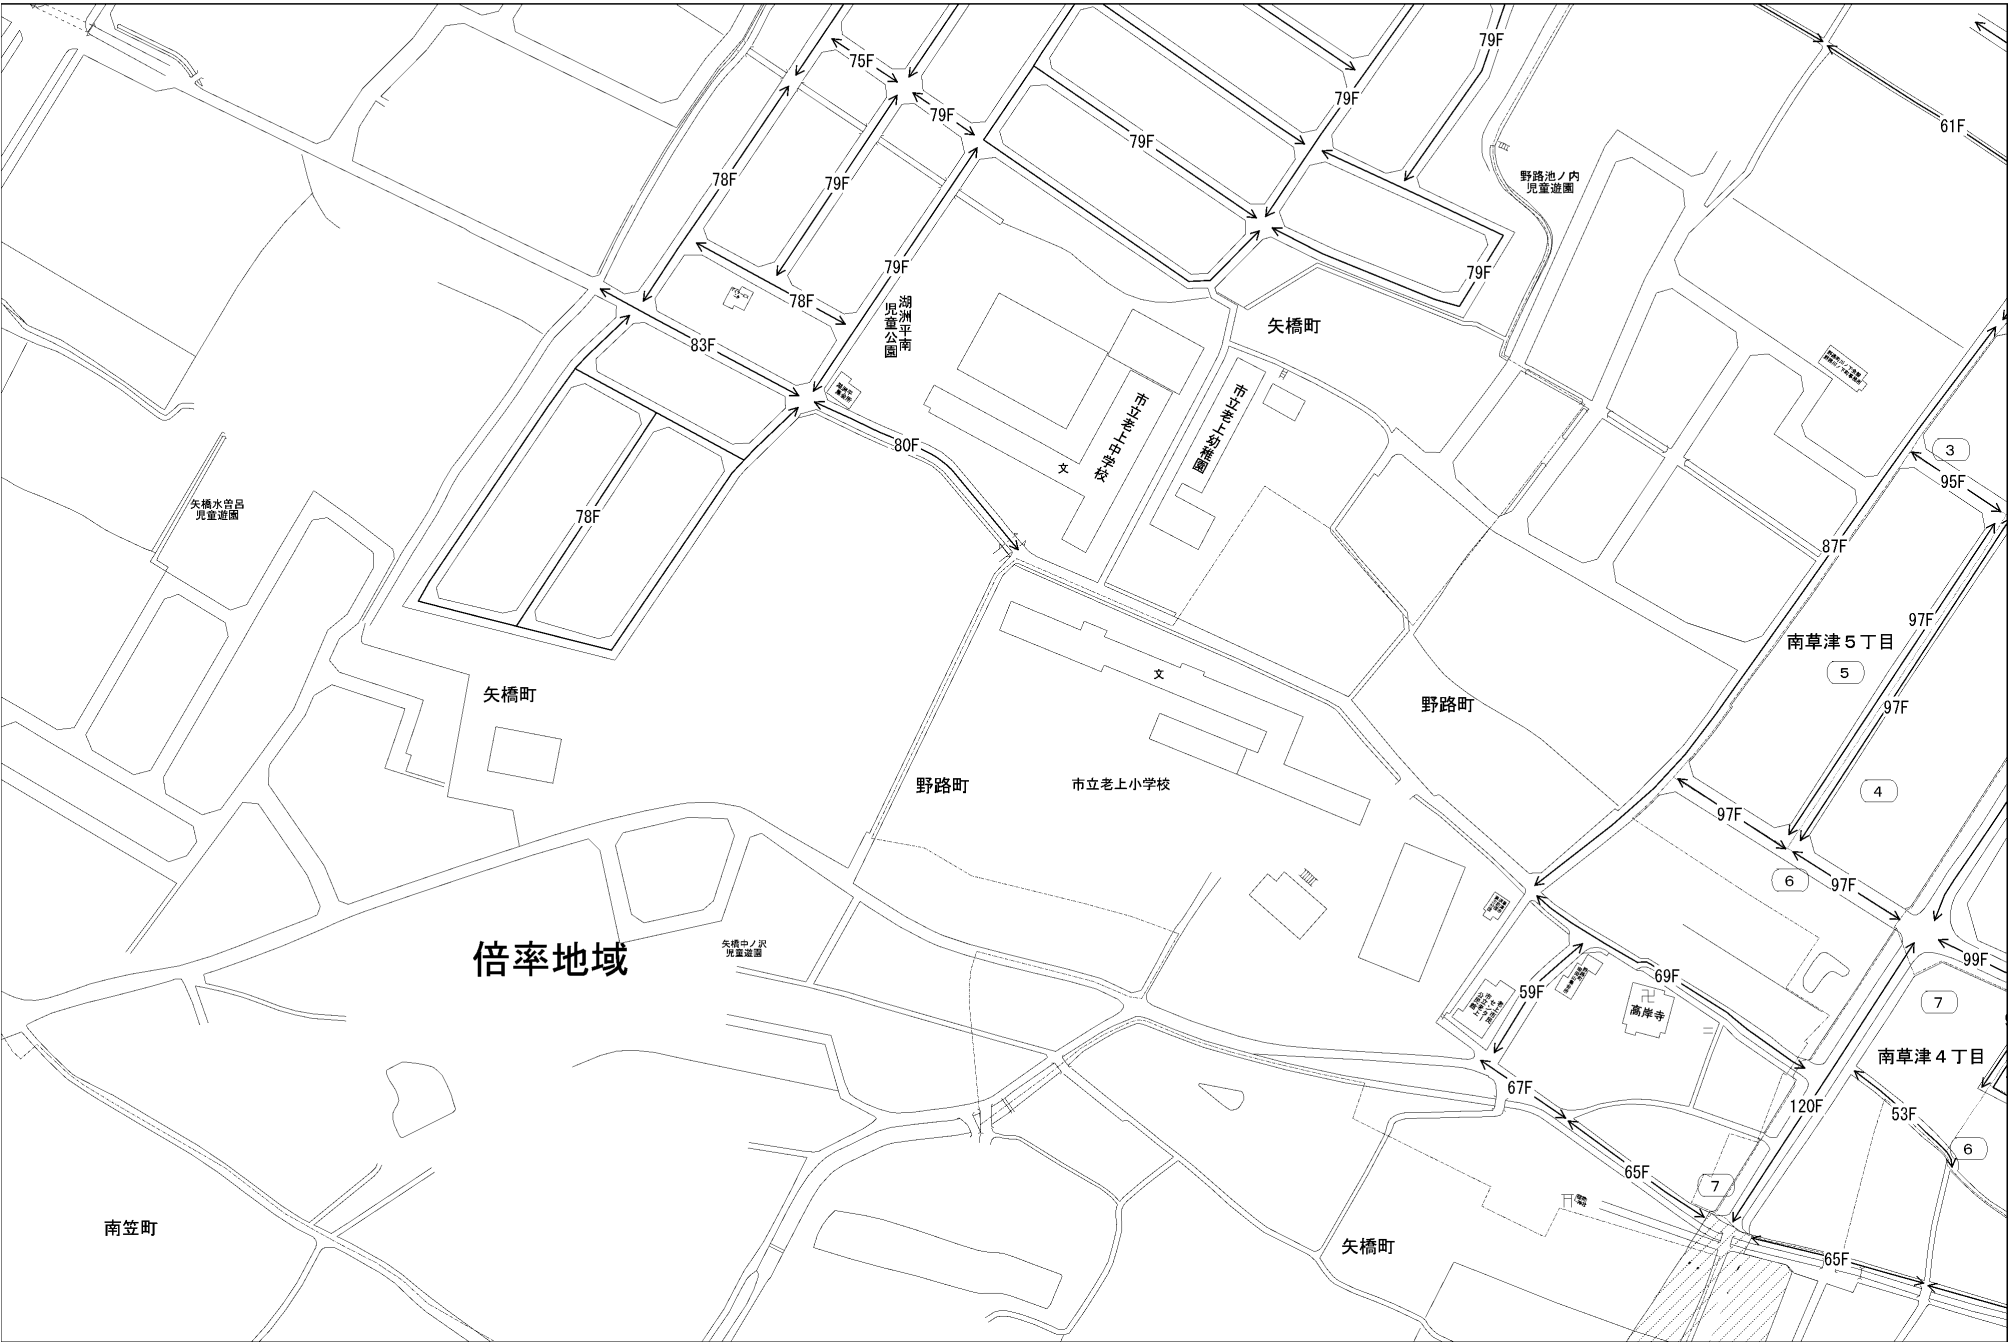 79F
75F
79F
79F
61F
79F
78F
79F
野路池ノ内
児童遊園
79F
79F
78F
湖洲平南
児童公園
矢橋町
83F
湖洲平
集会所
市立老上中学校
市立老上幼稚園
80F
文
3
95F
矢橋水曽呂
児童遊園
78F
87F
97F
南草津5丁目
5
文
矢橋町
野路町
97F
野路町
市立老上小学校
4
97F
6
97F
倍率地域
矢橋中ノ沢
児童遊園
69F
99F
59F
7
高岸寺
南草津4丁目
67F
120F
53F
6
65F
7
南笠町
矢橋町
65F